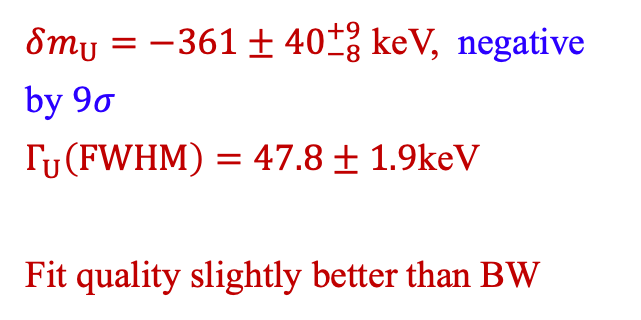 δm_U = −361 ± 40^{+9}_{−8} keV, negative
by 9σ
Γ_U(FWHM) = 47.8 ± 1.9keV
Fit quality slightly better than BW